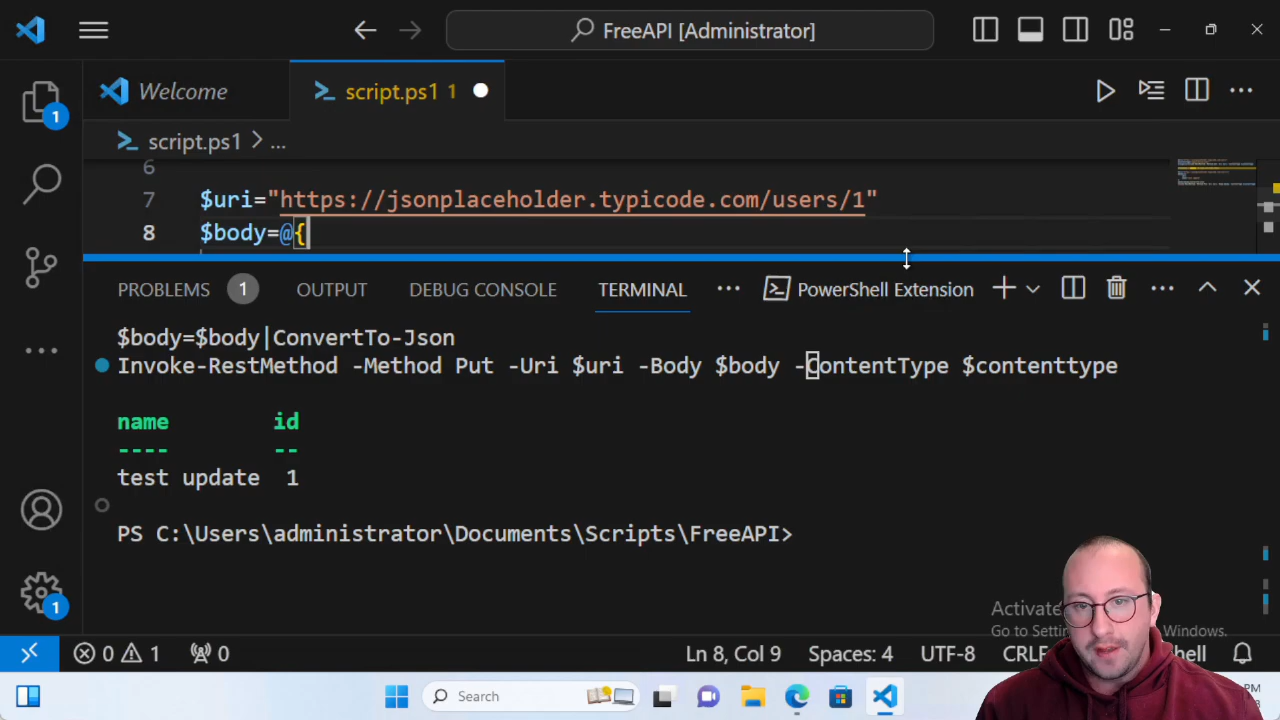 FreeAPI [Administrator]
Welcome
script.ps1 1
script.ps1 > ...
6
7 $uri="https://jsonplaceholder.typicode.com/users/1"
8 $body=@{
PROBLEMS 1 OUTPUT DEBUG CONSOLE TERMINAL ... PowerShell Extension
$body=$body|ConvertTo-Json
Invoke-RestMethod -Method Put -Uri $uri -Body $body -ContentType $contenttype
name id
---- --
test update 1
PS C:\Users\administrator\Documents\Scripts\FreeAPI>
Activate
Go to Windows.
1
1
0 1 0 Ln 8, Col 9 Spaces: 4 UTF-8
Search